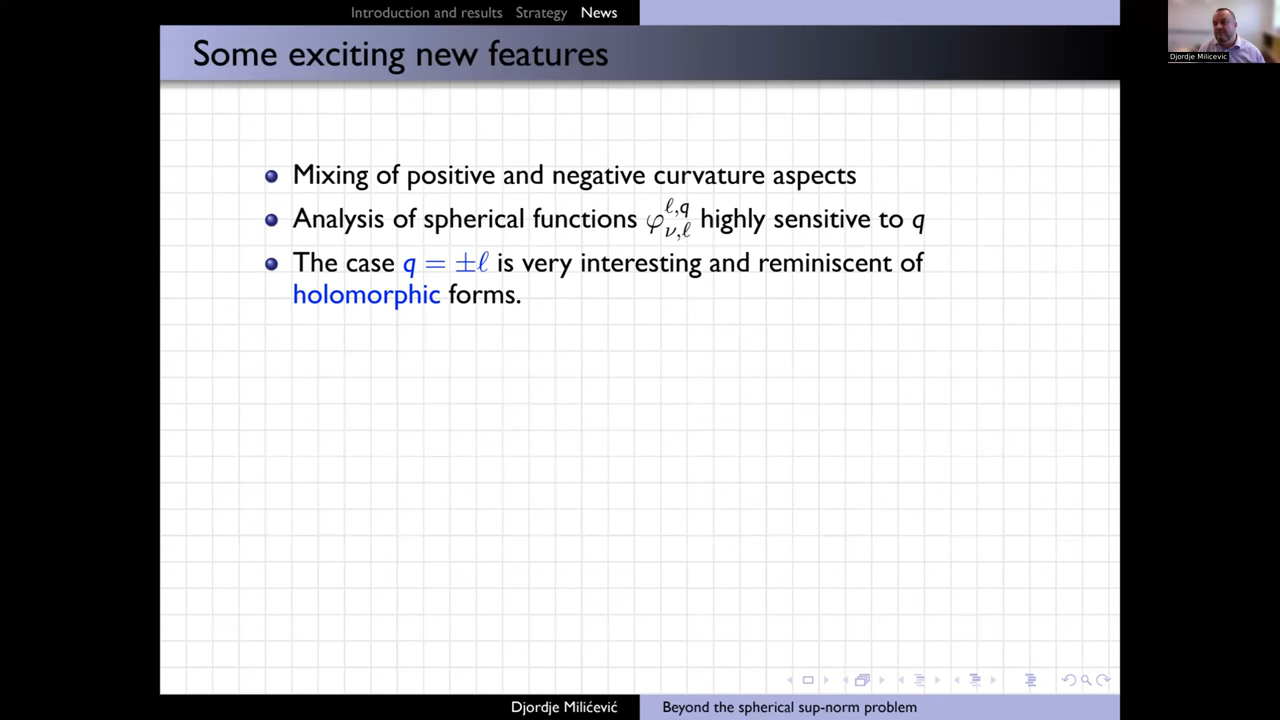 Introduction and results Strategy News
Some exciting new features
Djordje Milicevic
Mixing of positive and negative curvature aspects
Analysis of spherical functions φ_{ν,ℓ}^{ℓ,q} highly sensitive to q
The case q = ±ℓ is very interesting and reminiscent of
holomorphic forms.
Djordje Milićević Beyond the spherical sup-norm problem